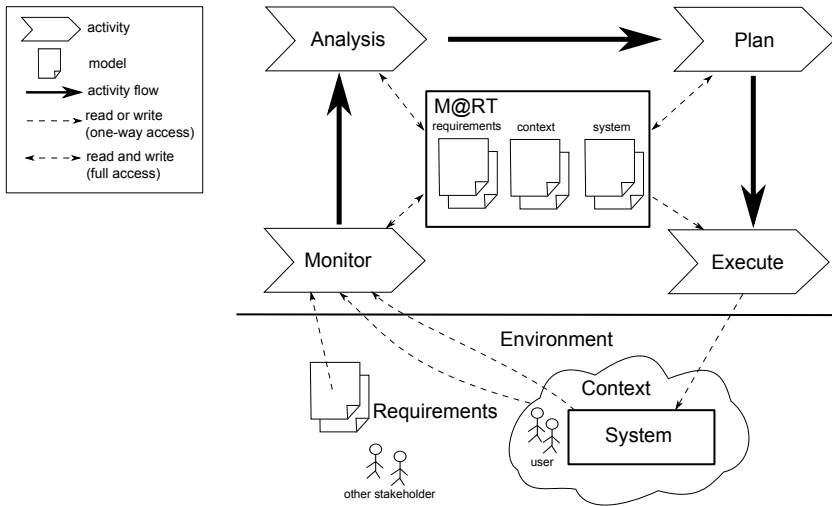 activity
model
activity flow
read or write
(one-way access)
read and write
(full access)
Analysis
Plan
M@RT
requirements
context
system
Monitor
Execute
Environment
Context
Requirements
System
user
other stakeholder